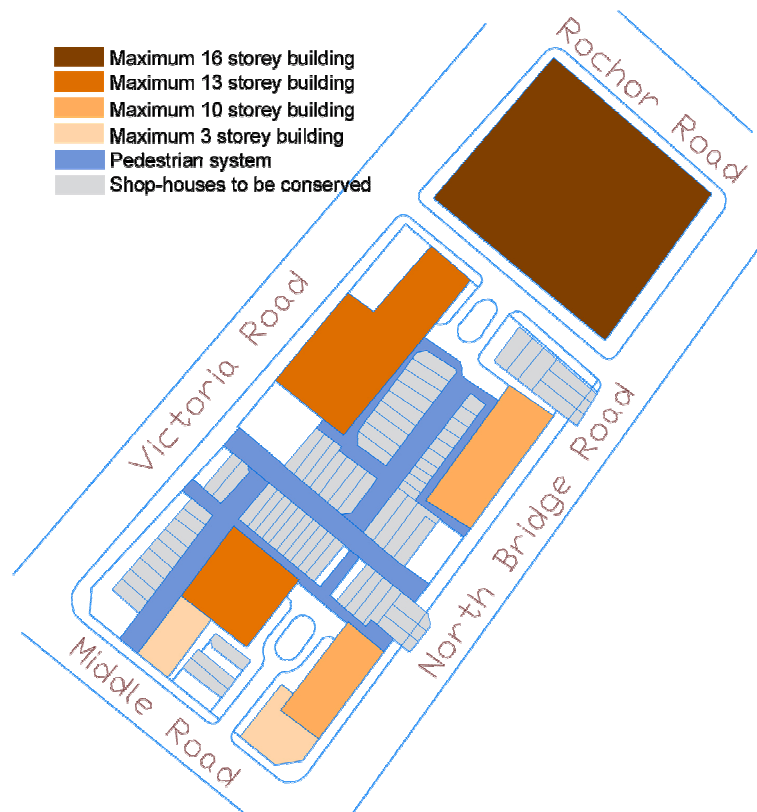 Maximum 16 storey building
Maximum 13 storey building
Maximum 10 storey building
Maximum 3 storey building
Pedestrian system
Shop-houses to be conserved
Rochor Road
Victoria Road
North Bridge Road
Middle Road